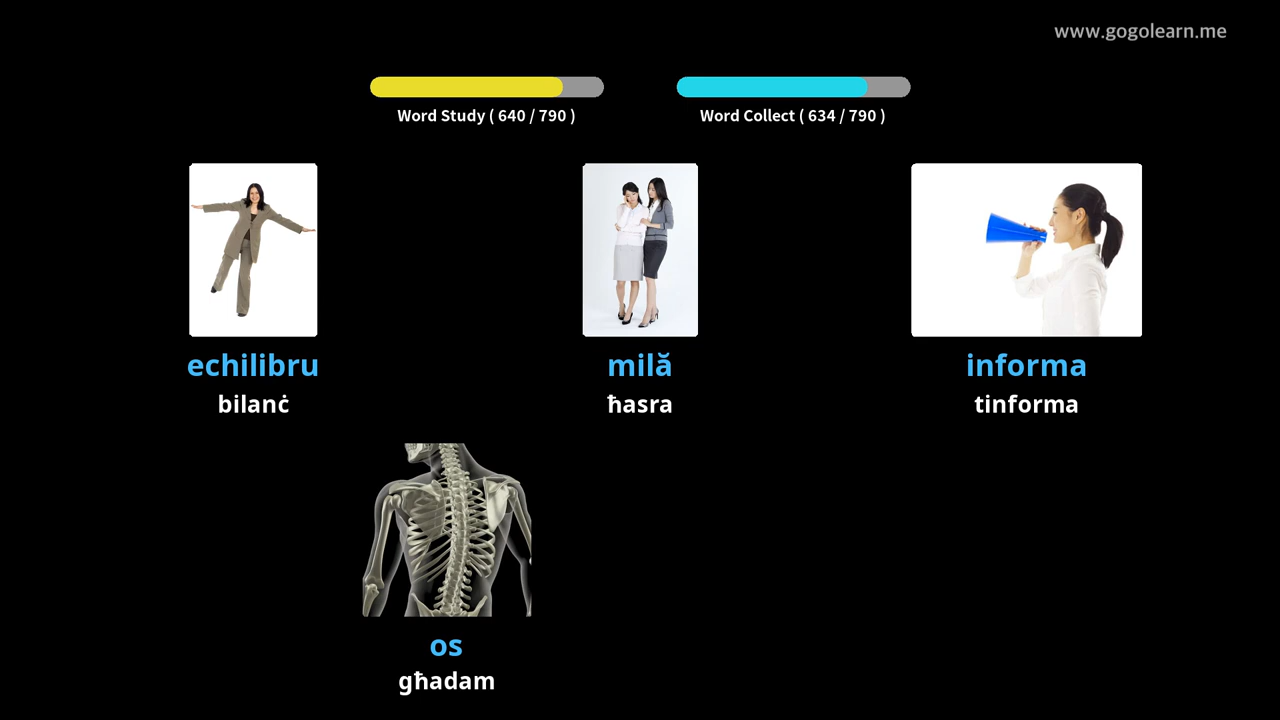 www.gogolearn.me
Word Study ( 640 / 790 )
Word Collect ( 634 / 790 )
echilibru
bilanċ
milă
ħasra
informa
tinforma
os
għadam